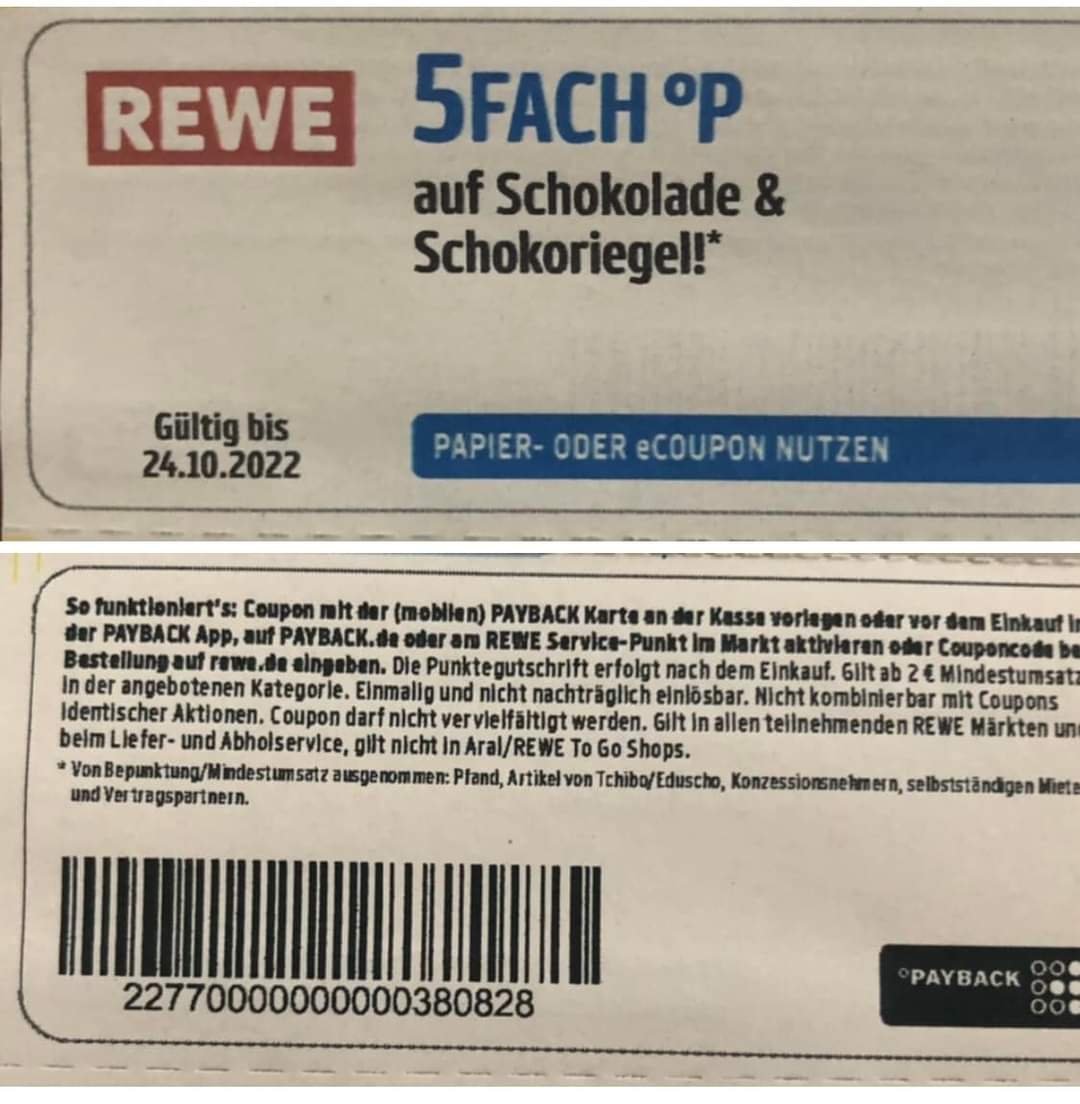 REWE
5FACH °P
auf Schokolade &
Schokoriegel!*
Gültig bis
24.10.2022
PAPIER- ODER eCOUPON NUTZEN
So funktioniert's: Coupon mit der (mobilen) PAYBACK Karte an der Kasse vorlegen oder vor dem Einkauf in
der PAYBACK App, auf PAYBACK.de oder am REWE Service-Punkt im Markt aktivieren oder Couponcode be
Bestellung auf rewe.de eingeben. Die Punktegutschrift erfolgt nach dem Einkauf. Gilt ab 2 € Mindestumsatz
in der angebotenen Kategorie. Einmalig und nicht nachträglich einlösbar. Nicht kombinierbar mit Coupons
identischer Aktionen. Coupon darf nicht vervielfältigt werden. Gilt in allen teilnehmenden REWE Märkten und
beim Liefer- und Abholservice, gilt nicht in Aral/REWE To Go Shops.
* Von Bepunktung/Mindestumsatz ausgenommen: Pfand, Artikel von Tchibo/Eduscho, Konzessionsnehmern, selbstständigen Miete
und Vertragspartnern.
22770000000000380828
°PAYBACK